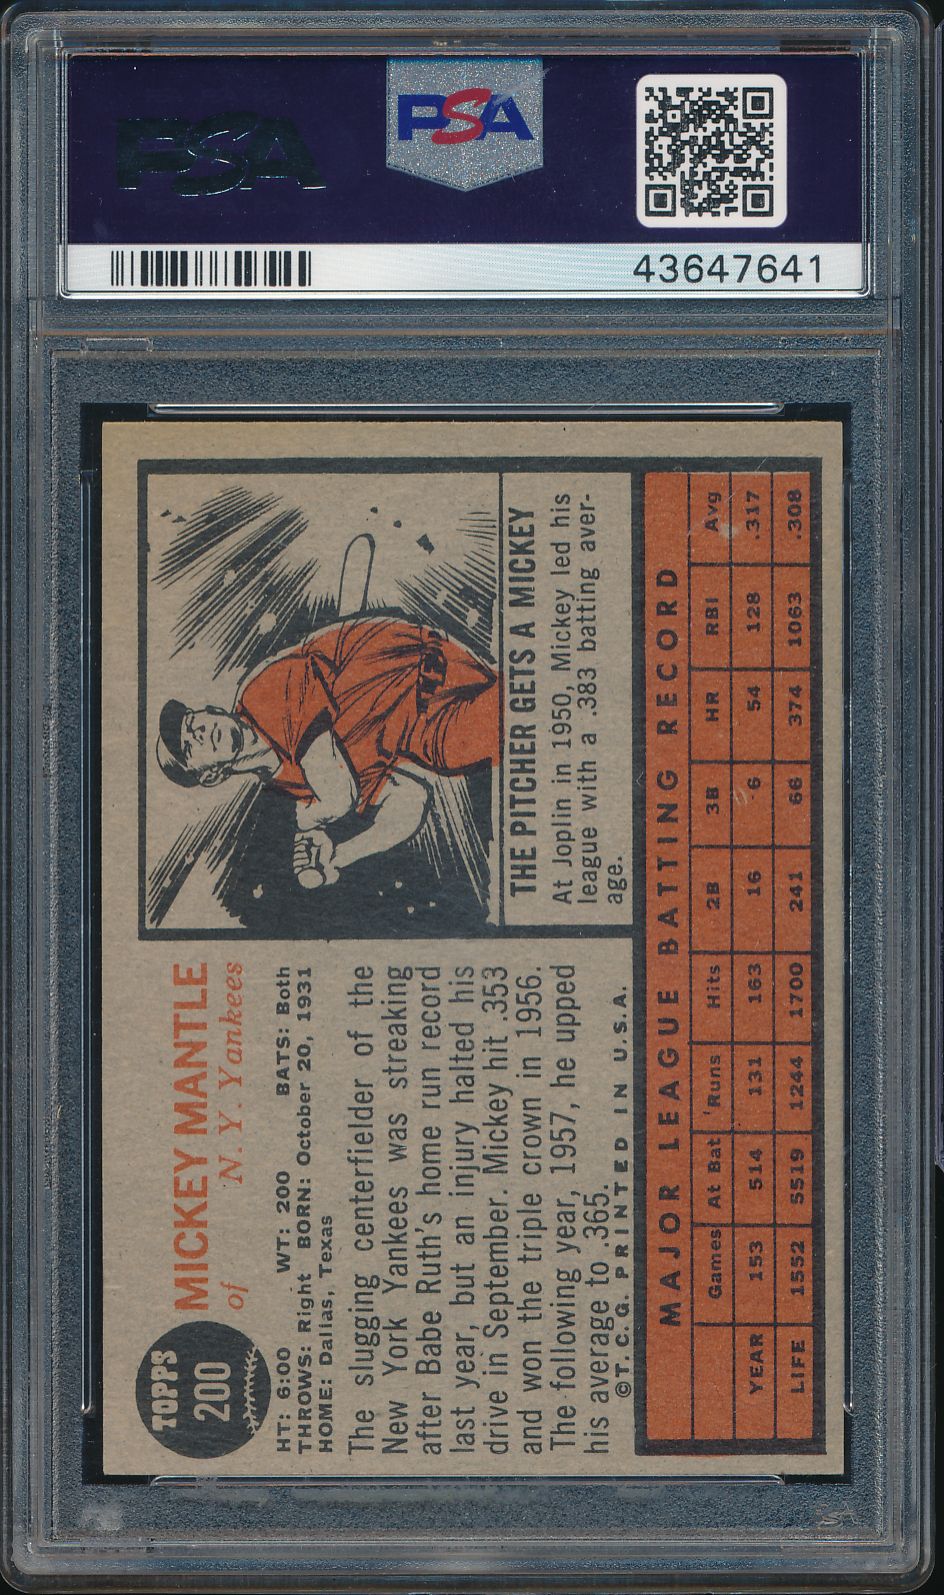 PSA
PSA
43647641
TOPPS
200
MICKEY MANTLE
of N.Y. Yankees
HT: 6:00 WT: 200 BATS: Both
THROWS: Right BORN: October 20, 1931
HOME: Dallas, Texas
The slugging centerfielder of the
New York Yankees was streaking
after Babe Ruth's home run record
last year, but an injury halted his
drive in September. Mickey hit .353
and won the triple crown in 1956.
The following year, 1957, he upped
his average to .365.
©T.C.G. PRINTED IN U.S.A.
THE PITCHER GETS A MICKEY
At Joplin in 1950, Mickey led his
league with a .383 batting aver-
age.
MAJOR LEAGUE BATTING RECORD
Games At Bat Runs Hits 2B 3B HR RBI Avg
YEAR 153 514 131 163 16 6 54 128 .317
LIFE 1552 5519 1244 1700 241 66 374 1063 .308